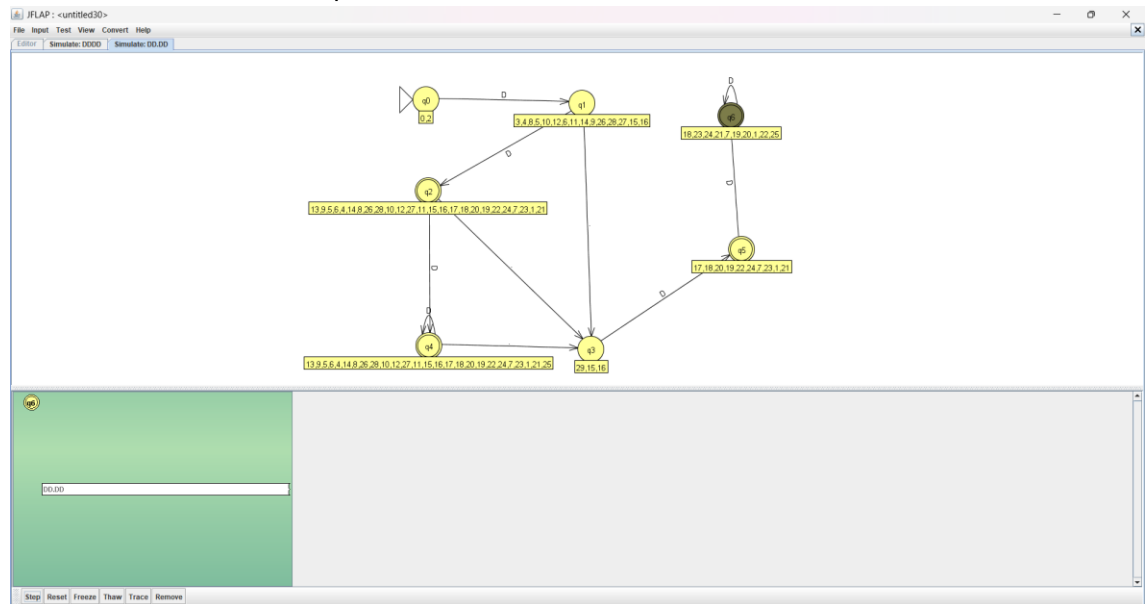 JFLAP : <untitled30>
File Input Test View Convert Help
Editor Simulate: DDDD Simulate: DD.DD
D
q0
0,2
q1
3,4,8,5,10,12,6,11,14,9,26,28,27,15,16
D
q6
18,23,24,21,7,19,20,1,22,25
D
D
q2
13,9,5,6,4,14,8,26,28,10,12,27,11,15,16,17,18,20,19,22,24,7,23,1,21
q5
17,18,20,19,22,24,7,23,1,21
D
D
D
q4
13,9,5,6,4,14,8,26,28,10,12,27,11,15,16,17,18,20,19,22,24,7,23,1,21,25
q3
29,15,16
q6
DD.DD
Step Reset Freeze Thaw Trace Remove